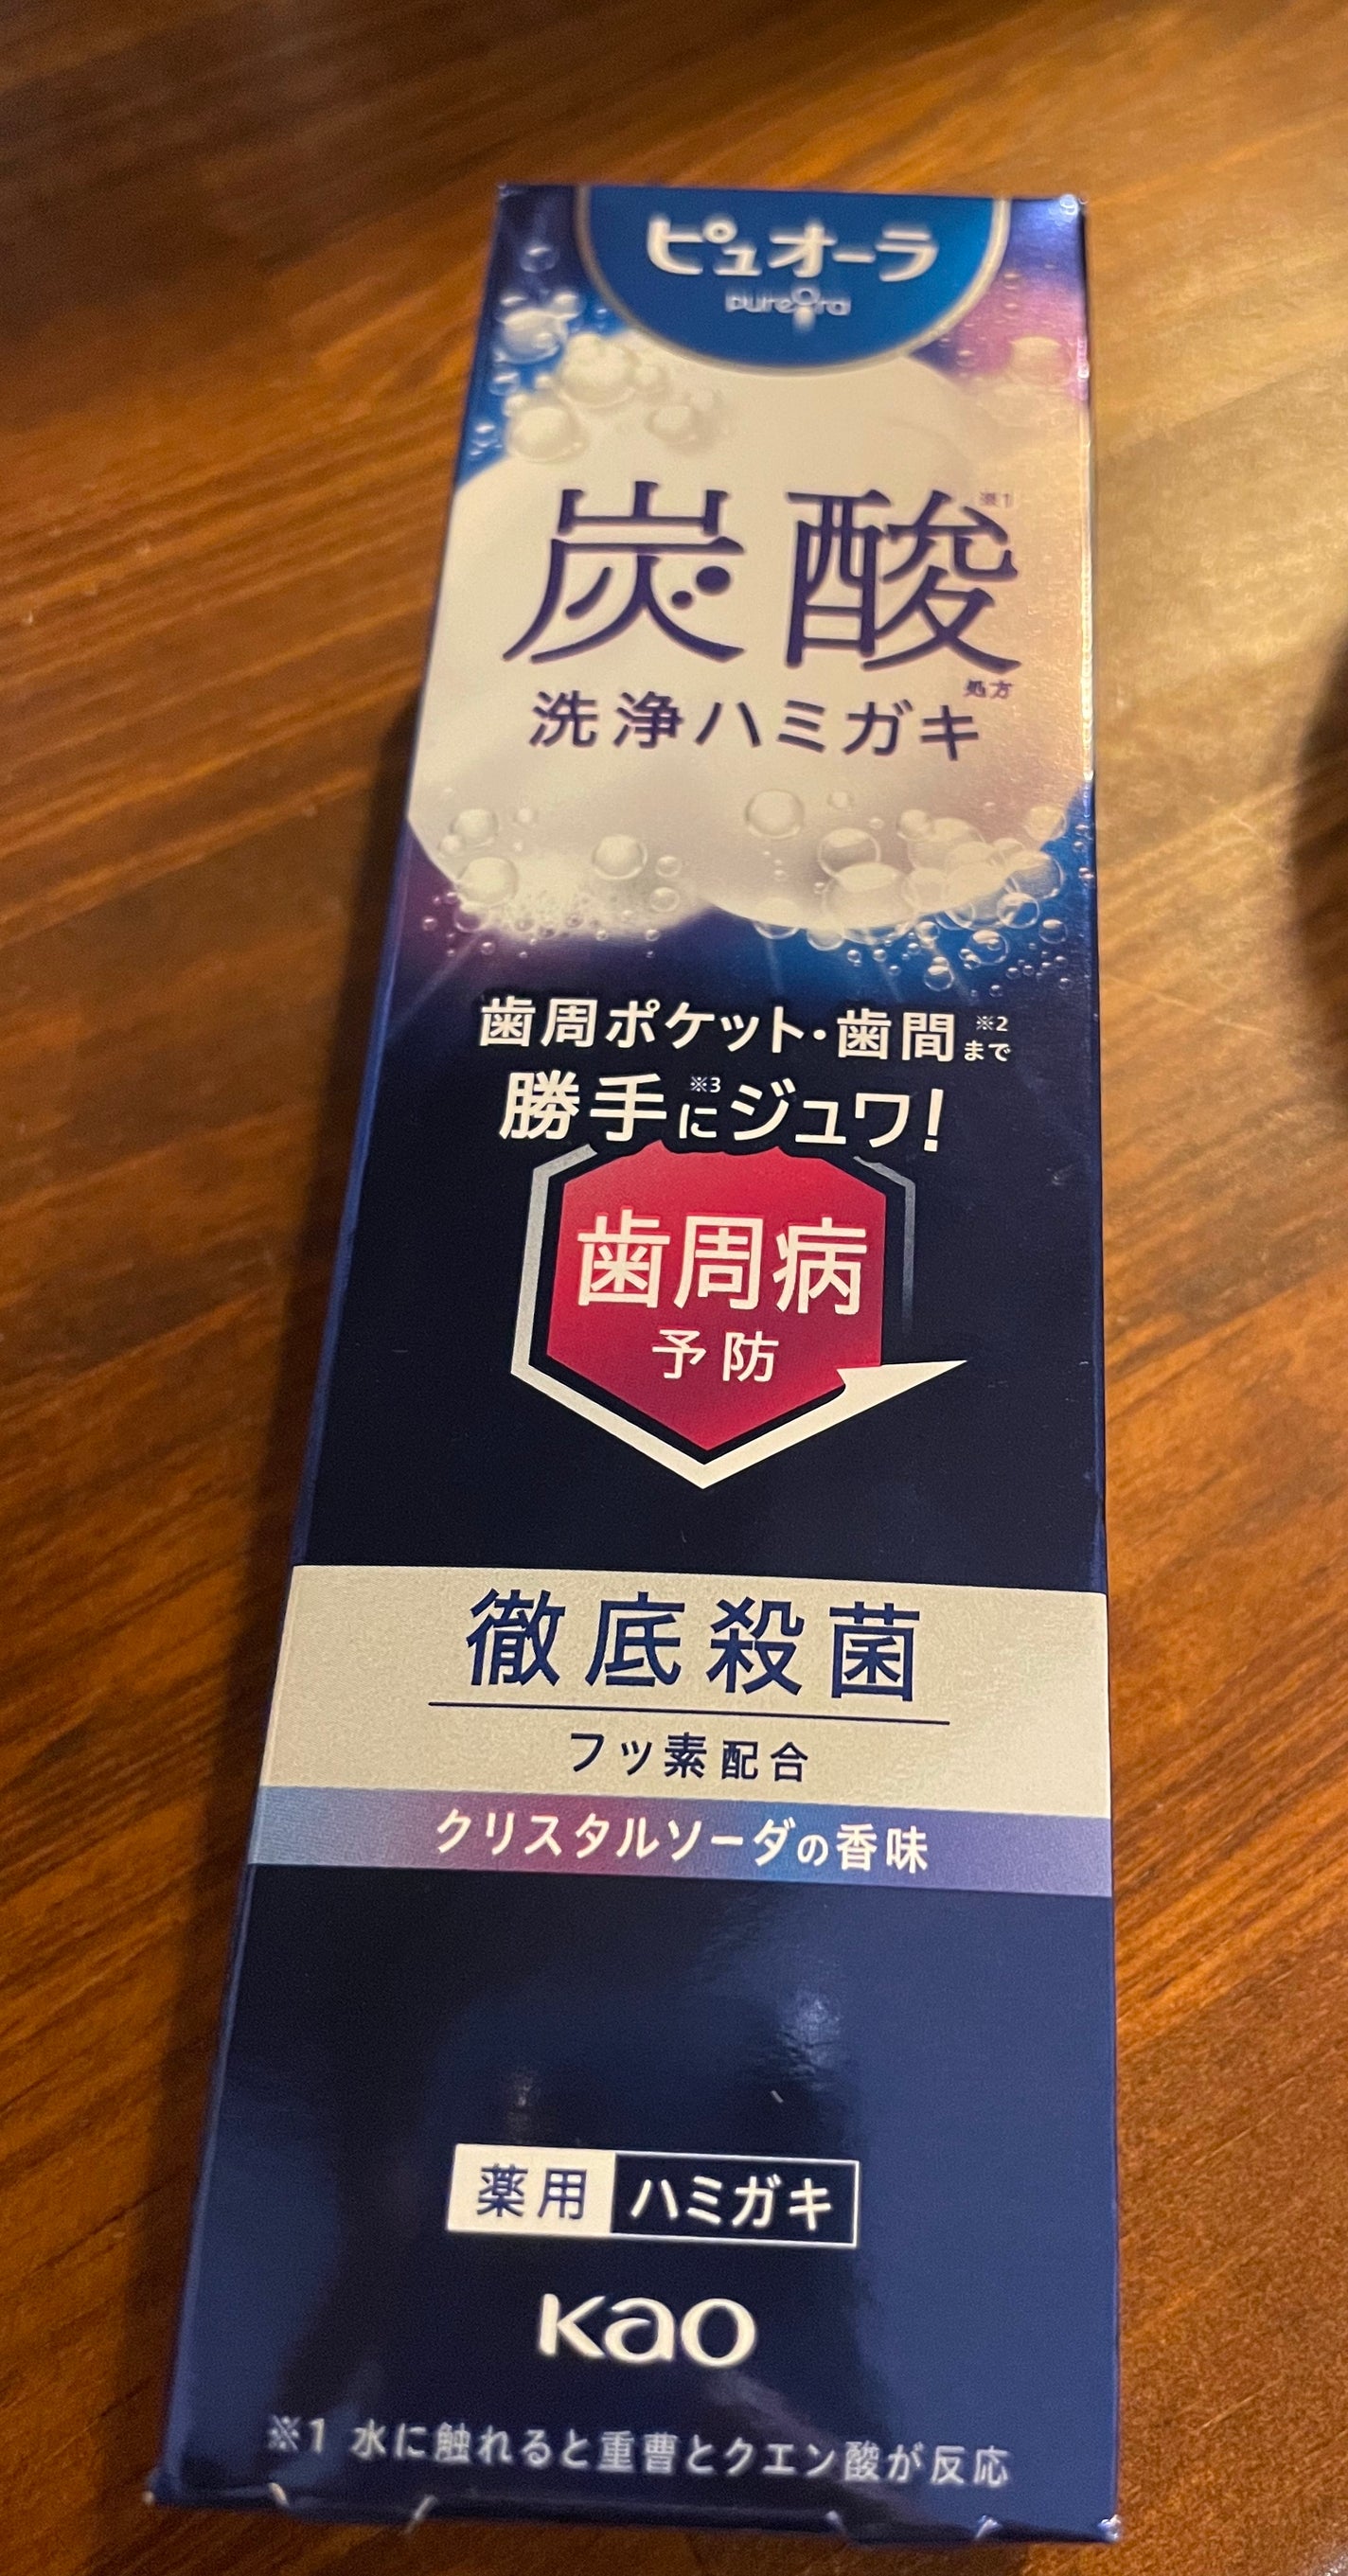 ピュオーラ
pureora
炭酸※1
処方
洗浄ハミガキ
歯周ポケット・歯間※2まで
勝手※3にジュワ!
歯周病
予防
徹底殺菌
フッ素配合
クリスタルソーダの香味
薬用 ハミガキ
Kao
※1 水に触れると重曹とクエン酸が反応